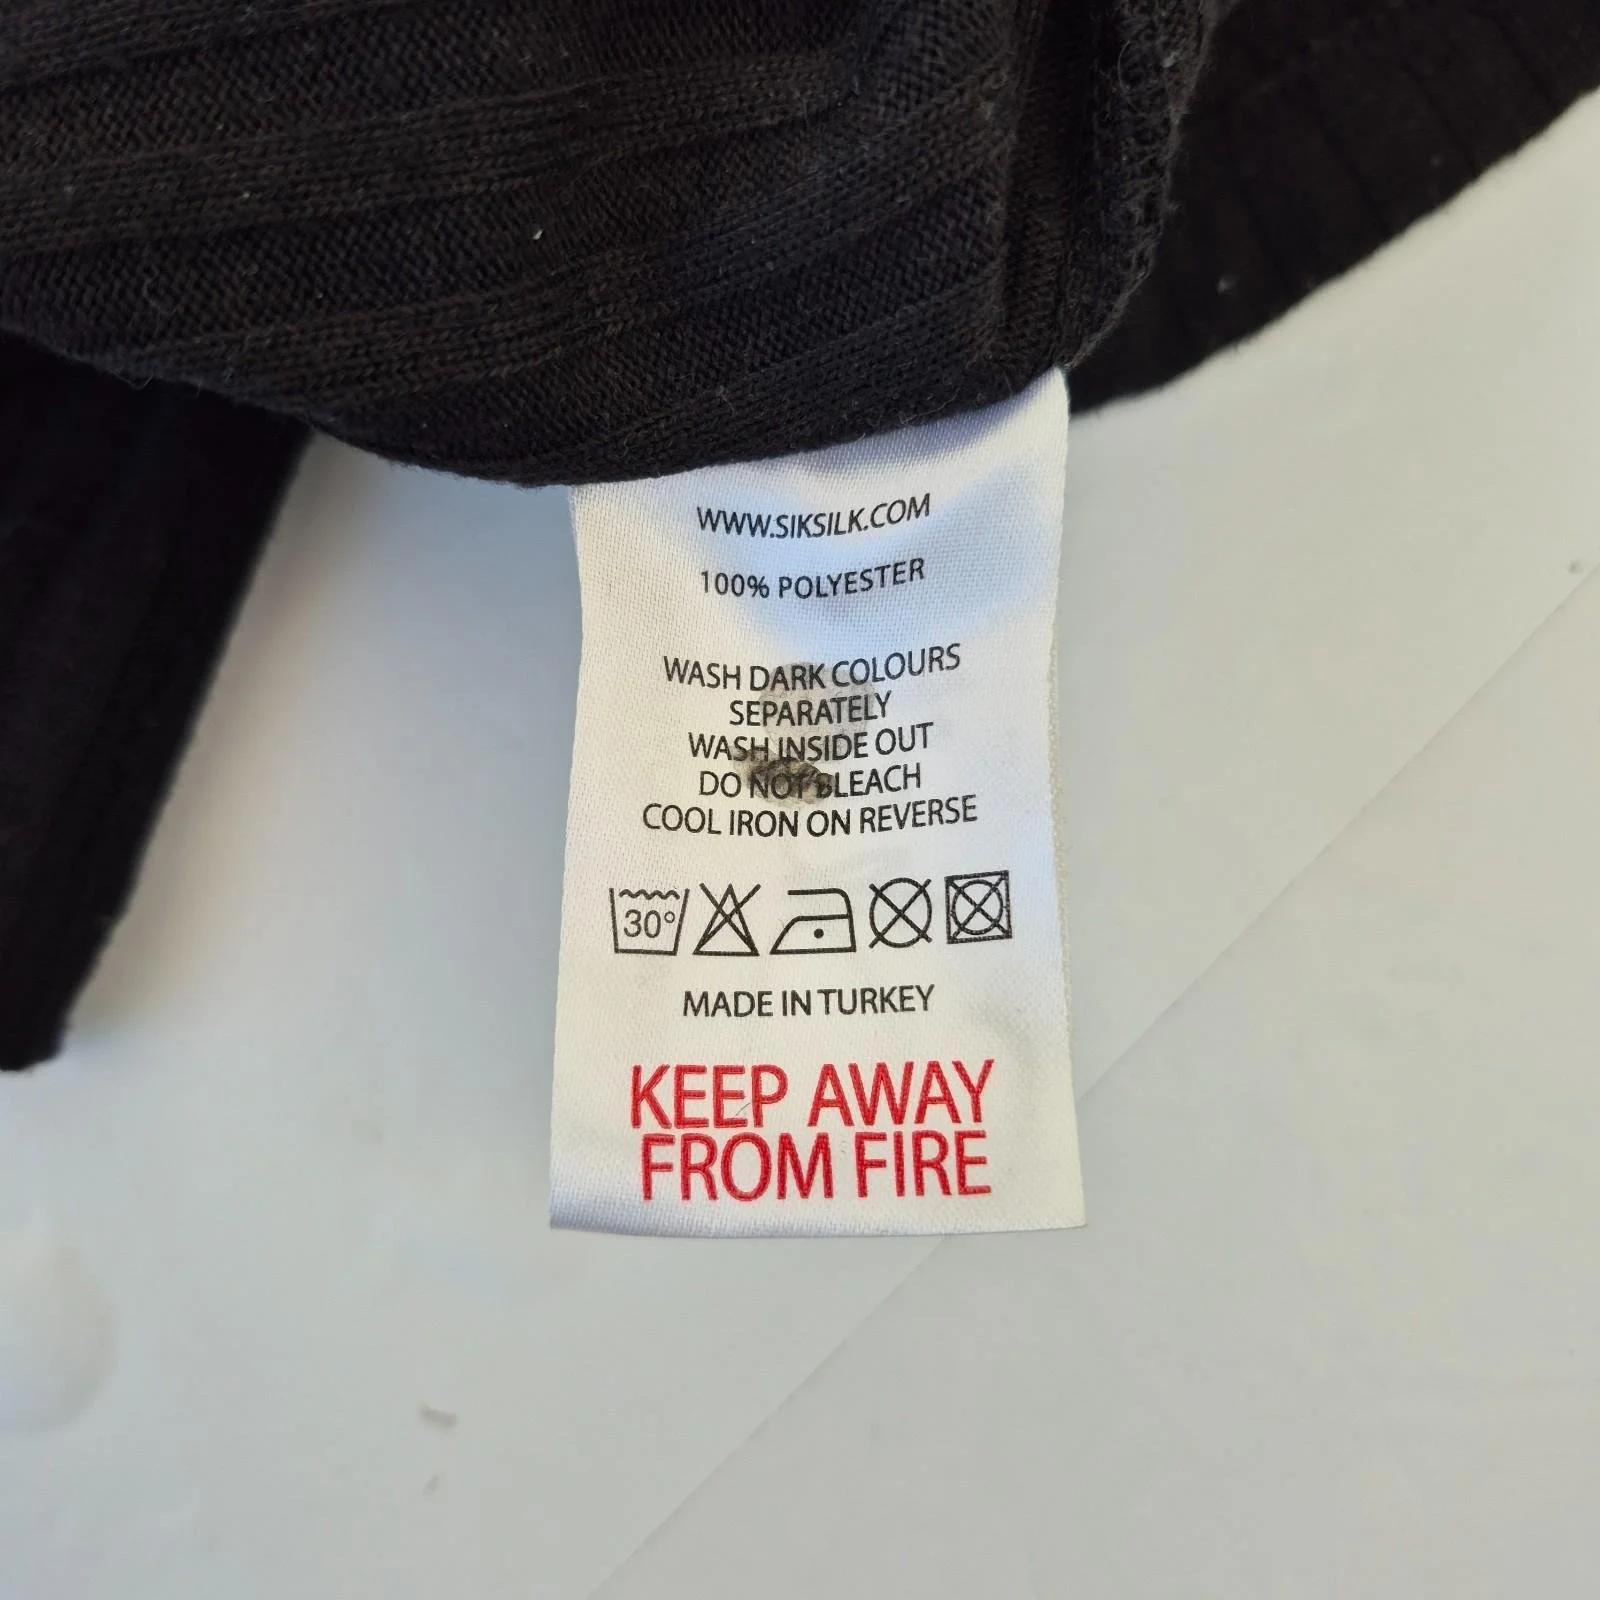 WWW.SIKSILK.COM
100% POLYESTER
WASH DARK COLOURS
SEPARATELY
WASH INSIDE OUT
DO NOT BLEACH
COOL IRON ON REVERSE
30°
MADE IN TURKEY
KEEP AWAY
FROM FIRE